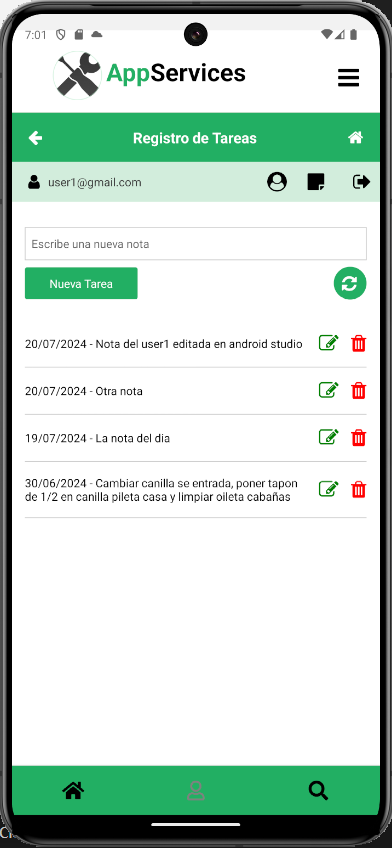 7:01
AppServices
Registro de Tareas
user1@gmail.com
Escribe una nueva nota
Nueva Tarea
20/07/2024 - Nota del user1 editada en android studio
20/07/2024 - Otra nota
19/07/2024 - La nota del dia
30/06/2024 - Cambiar canilla se entrada, poner tapon
de 1/2 en canilla pileta casa y limpiar oileta cabañas